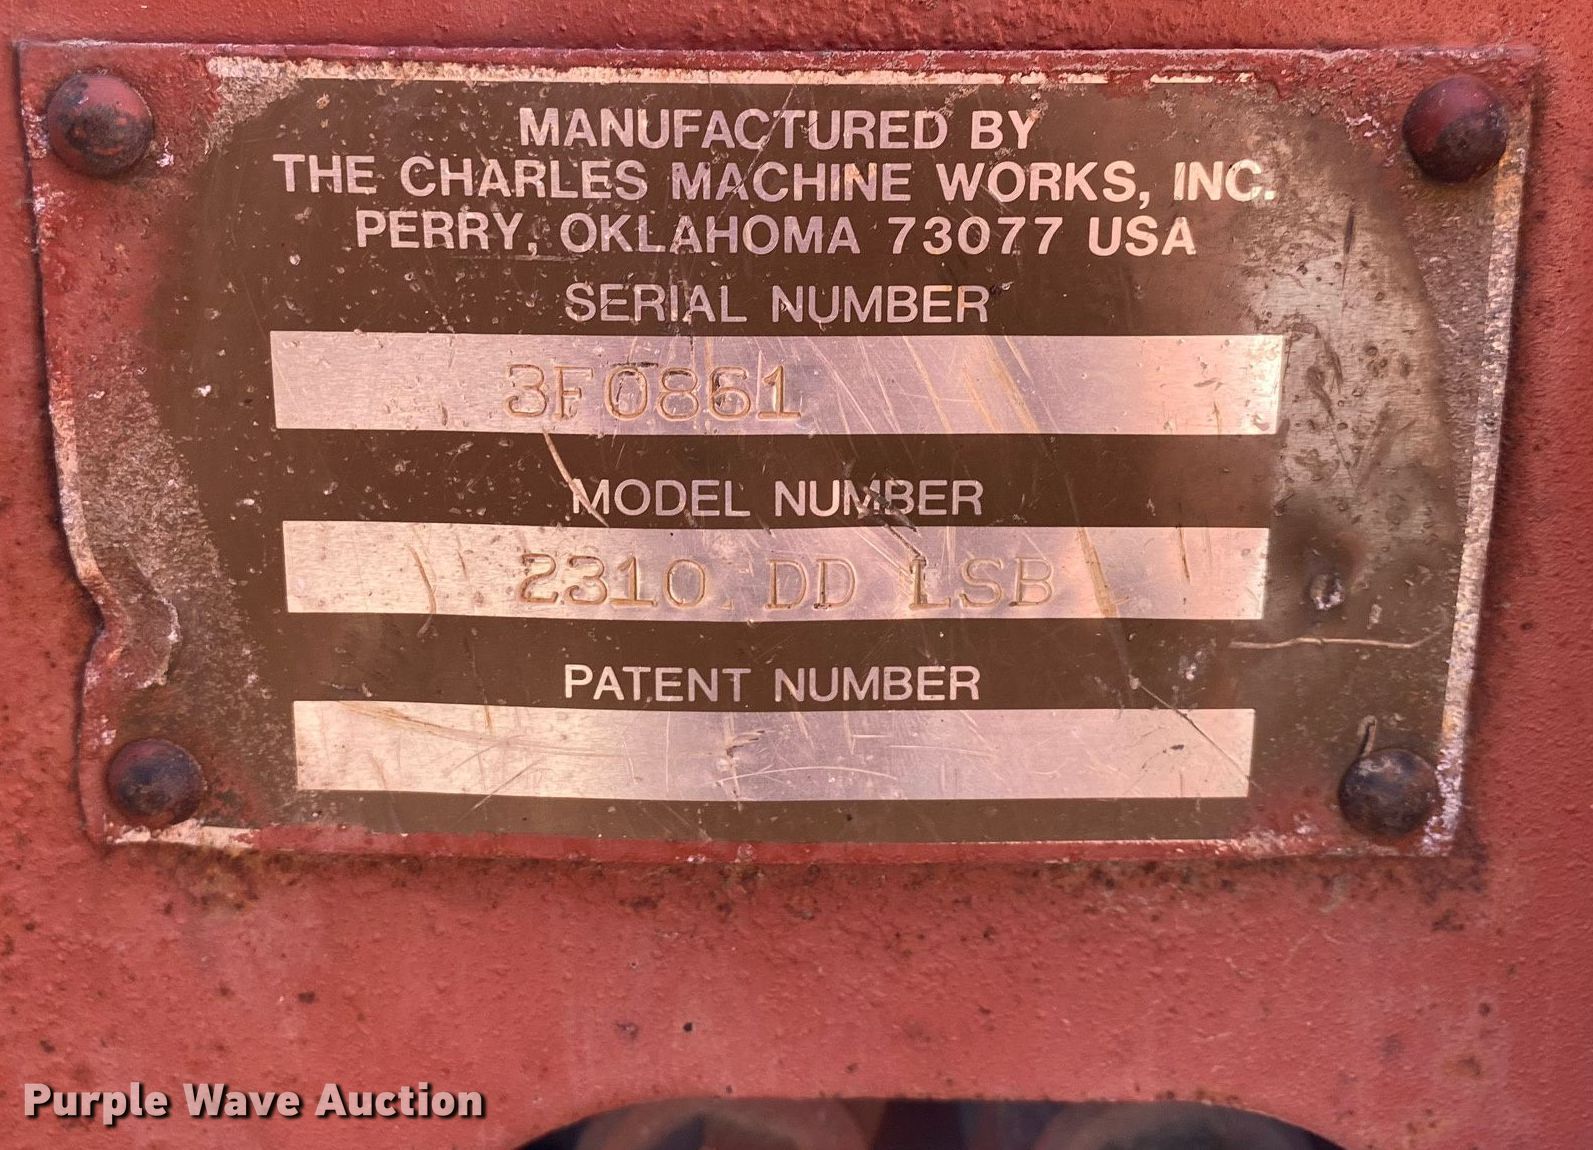 MANUFACTURED BY
THE CHARLES MACHINE WORKS, INC.
PERRY, OKLAHOMA 73077 USA
SERIAL NUMBER
3F0861
MODEL NUMBER
2310 DD LSB
PATENT NUMBER
Purple Wave Auction